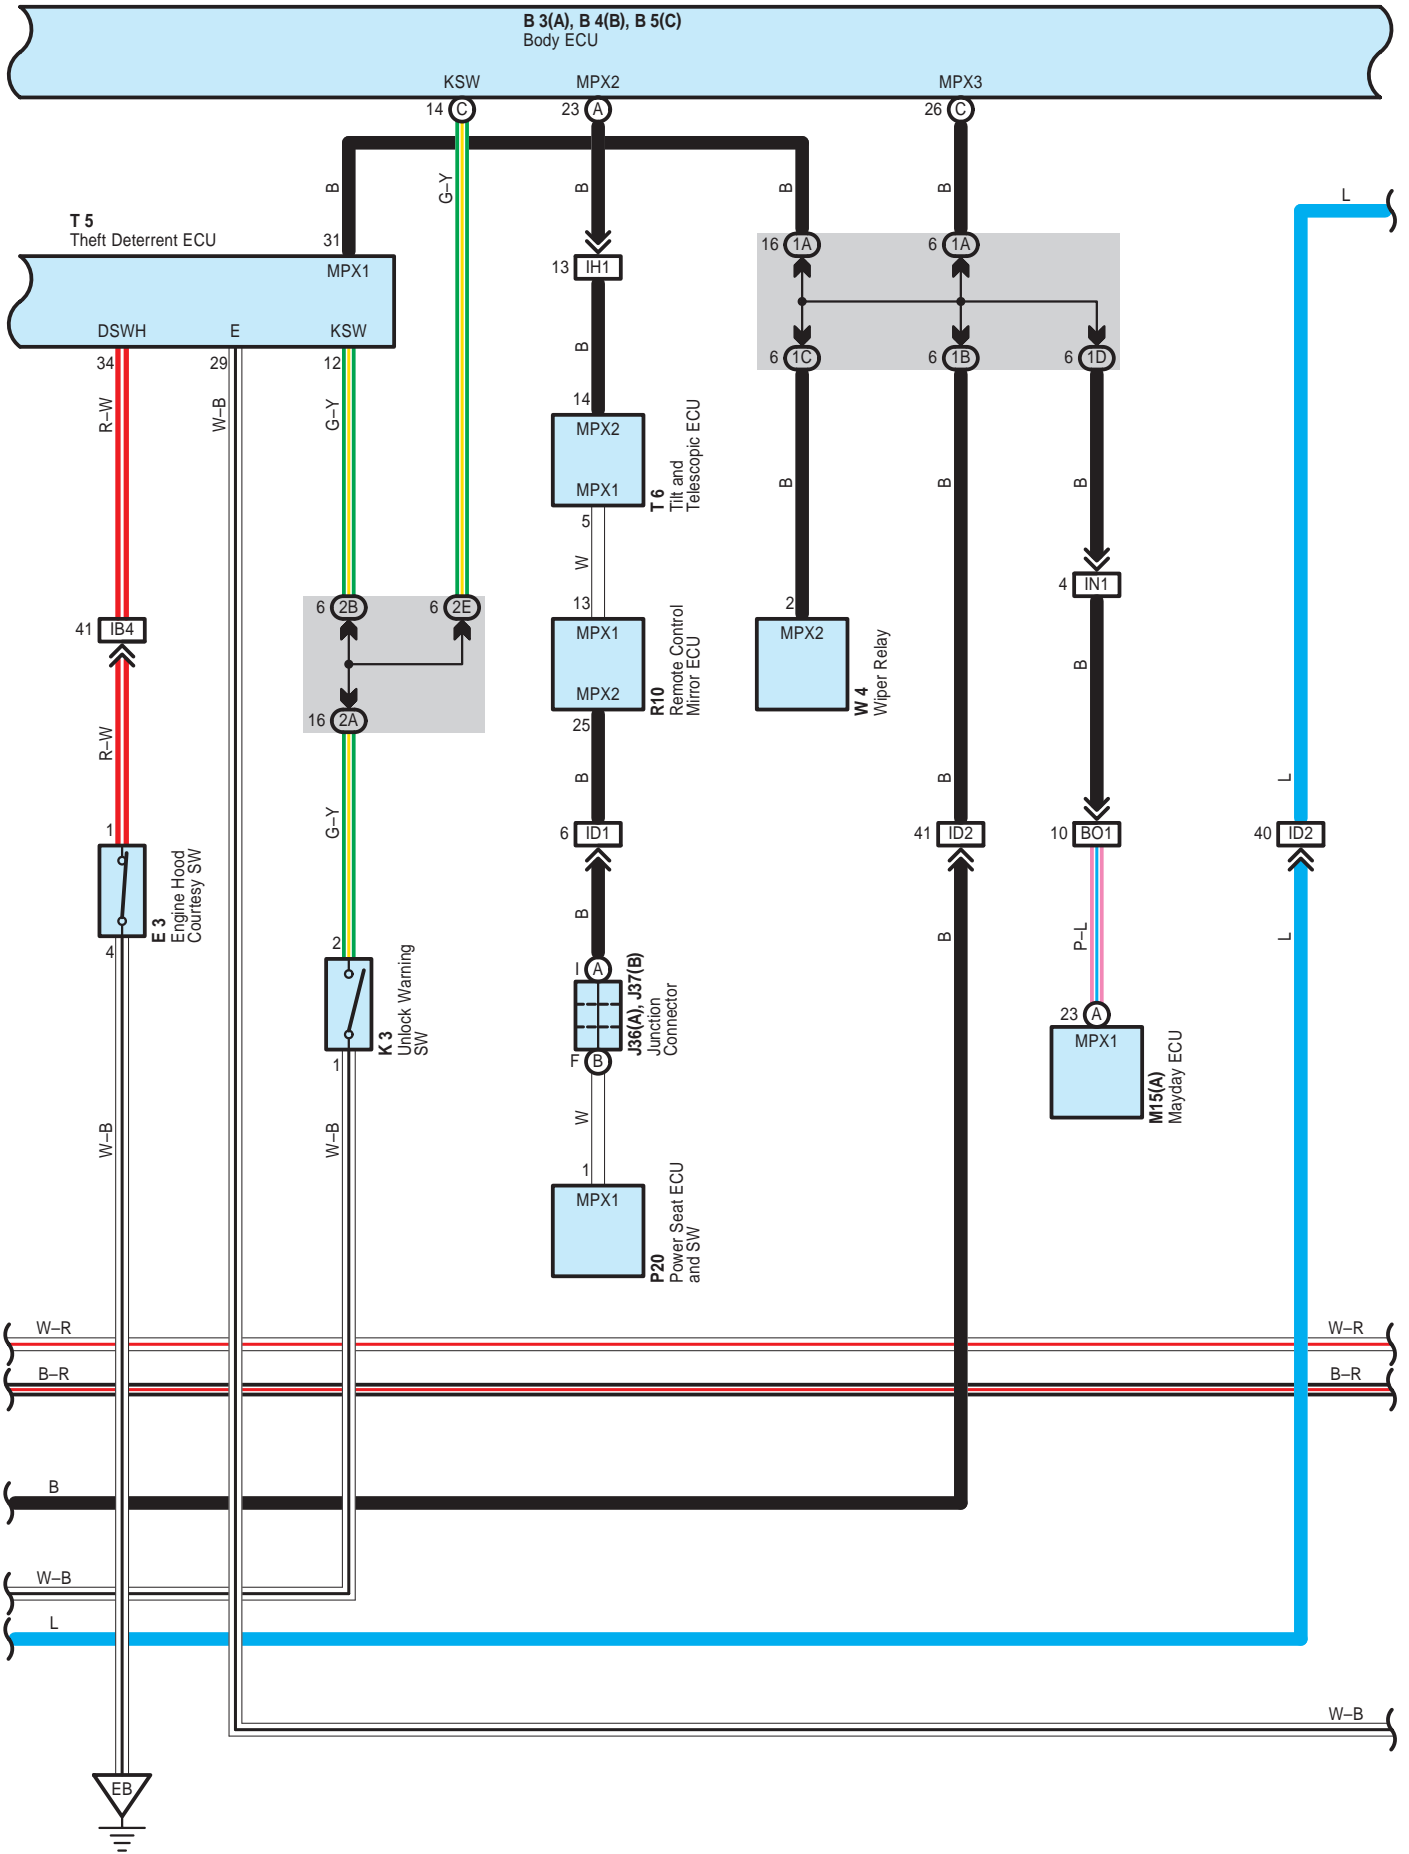 B 3(A), B 4(B), B 5(C)
Body ECU
KSW
MPX2
MPX3
14 C
23 A
26 C
B
G–Y
B
B
B
L
T 5
Theft Deterrent ECU
31
MPX1
16 1A
6 1A
13 IH1
DSWH
E
KSW
34
29
12
B
6 1C
6 1B
6 1D
R–W
W–B
G–Y
14
MPX2
MPX1
T 6
Tilt and
Telescopic ECU
B
B
B
5
W
4 IN1
6 2B
6 2E
13
2
41 IB4
MPX1
MPX2
R10
Remote Control
Mirror ECU
MPX2
W 4
Wiper Relay
B
16 2A
25
R–W
B
B
L
G–Y
1
6 ID1
41 ID2
10 BO1
40 ID2
E 3
Engine Hood
Courtesy SW
4
2
B
B
P–L
L
I A
J36(A), J37(B)
Junction
Connector
F B
K 3
Unlock Warning
SW
1
23 A
MPX1
M15(A)
Mayday ECU
W–B
W–B
W
1
MPX1
P20
Power Seat ECU
and SW
W–R
W–R
B–R
B–R
B
W–B
L
W–B
EB